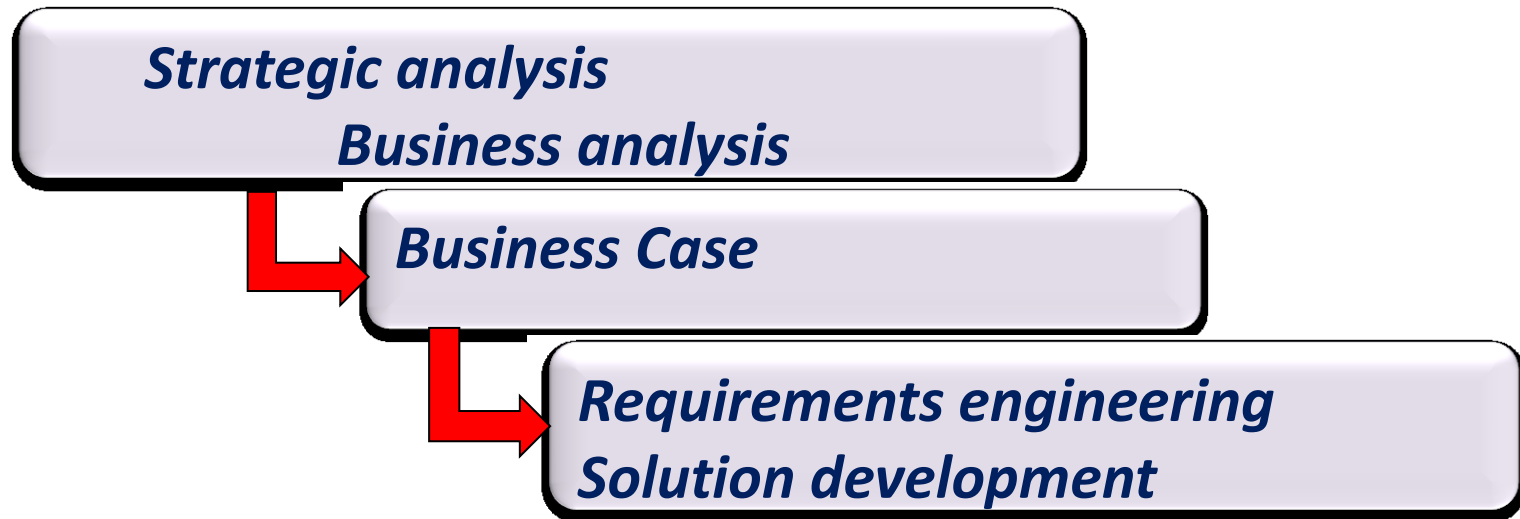 Strategic analysis
Business analysis
Business Case
Requirements engineering
Solution development